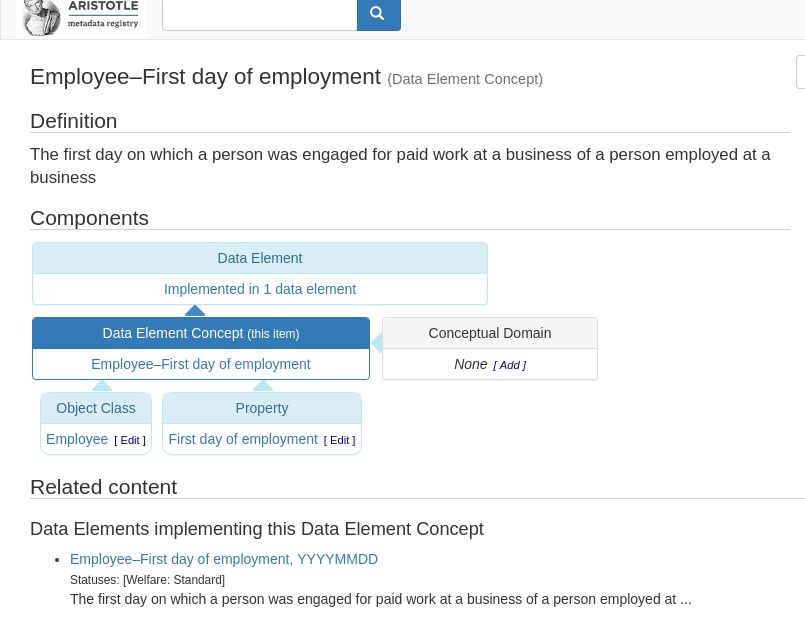 ARISTOTLE
metadata registry
Employee–First day of employment (Data Element Concept)
Definition
The first day on which a person was engaged for paid work at a business of a person employed at a
business
Components
Data Element
Implemented in 1 data element
Data Element Concept (this item)
Conceptual Domain
Employee–First day of employment
None [ Add ]
Object Class
Property
Employee [ Edit ]
First day of employment [ Edit ]
Related content
Data Elements implementing this Data Element Concept
• Employee–First day of employment, YYYYMMDD
Statuses: [Welfare: Standard]
The first day on which a person was engaged for paid work at a business of a person employed at ...